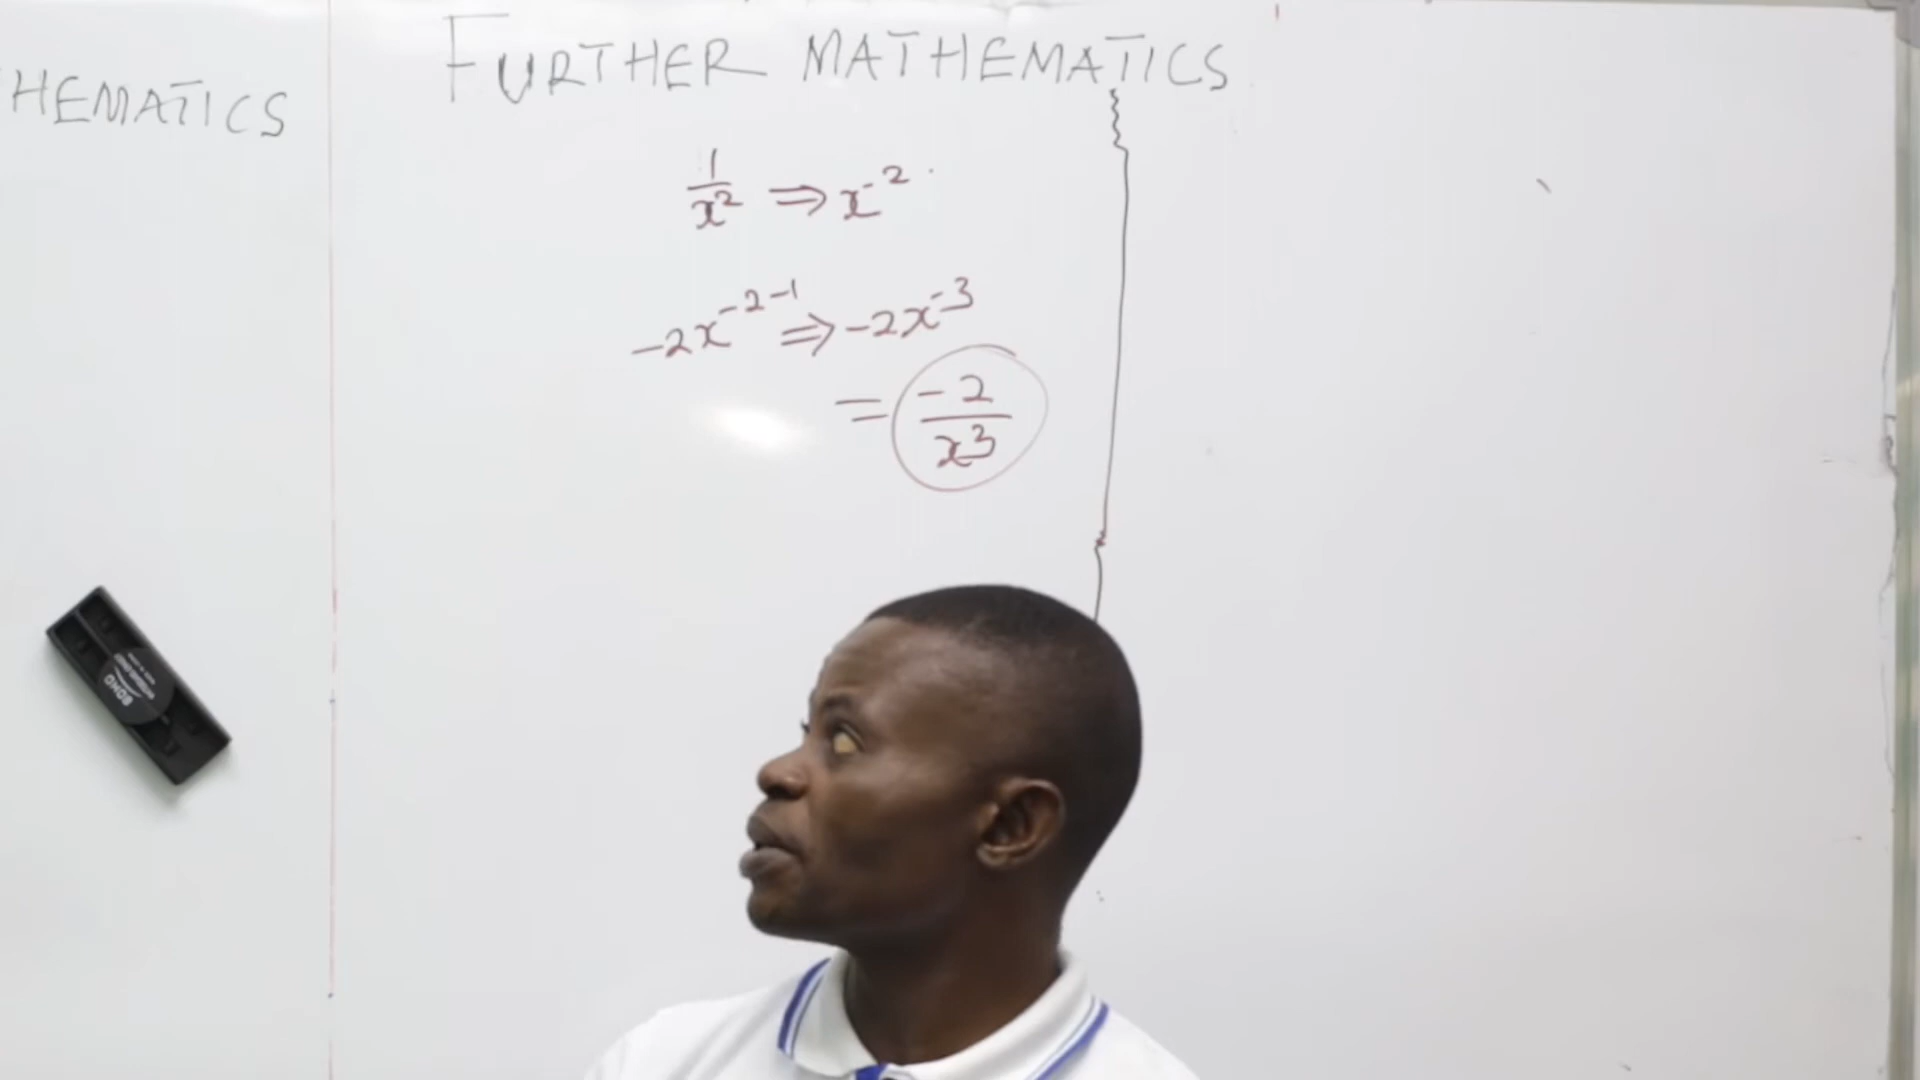 HEMATICS
FURTHER MATHEMATICS
1/x² ⇒ x⁻²
-2x⁻²⁻¹ ⇒ -2x⁻³
= -2/x³